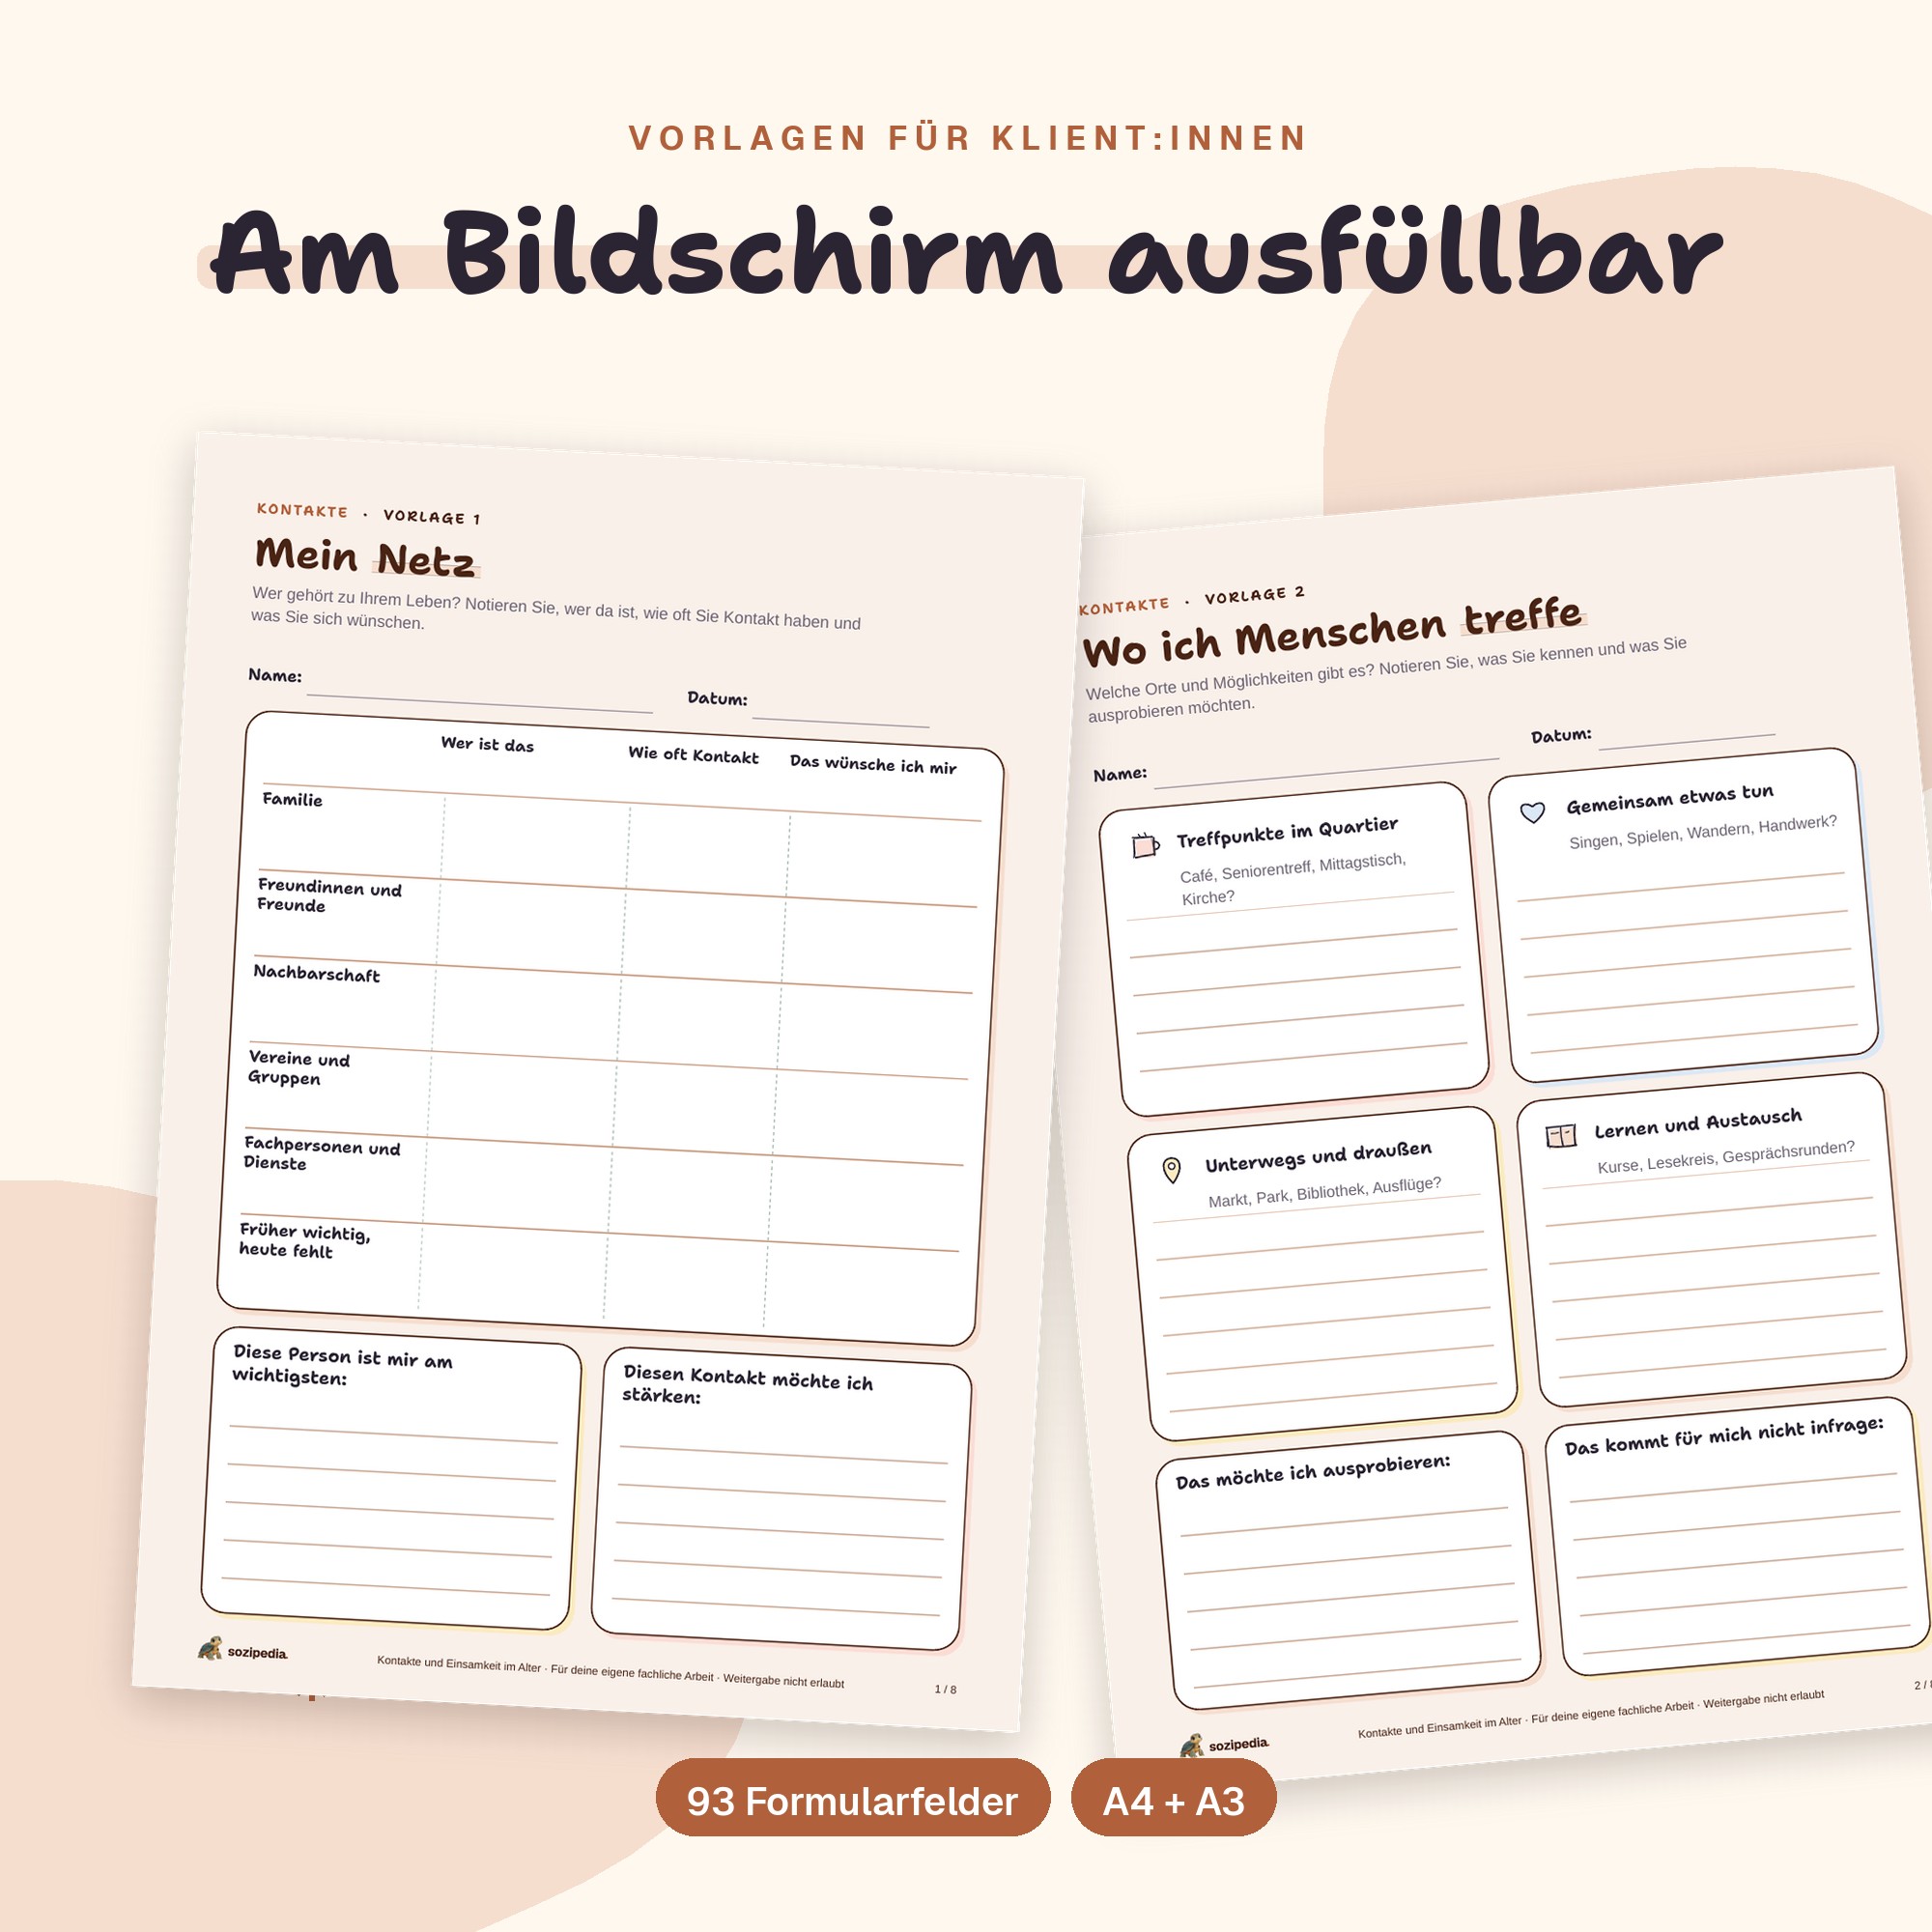 VORLAGEN FÜR KLIENT:INNEN
Am Bildschirm ausfüllbar
KONTAKTE · VORLAGE 1
Mein Netz
Wer gehört zu Ihrem Leben? Notieren Sie, wer da ist, wie oft Sie Kontakt haben und
was Sie sich wünschen.
Name:
Datum:
Wer ist das
Wie oft Kontakt
Das wünsche ich mir
Familie
Freundinnen und
Freunde
Nachbarschaft
Vereine und
Gruppen
Fachpersonen und
Dienste
Früher wichtig,
heute fehlt
Diese Person ist mir am
wichtigsten:
Diesen Kontakt möchte ich
stärken:
sozipedia.
Kontakte und Einsamkeit im Alter · Für deine eigene fachliche Arbeit · Weitergabe nicht erlaubt
1 / 8
KONTAKTE · VORLAGE 2
Wo ich Menschen treffe
Welche Orte und Möglichkeiten gibt es? Notieren Sie, was Sie kennen und was Sie
ausprobieren möchten.
Name:
Datum:
Treffpunkte im Quartier
Café, Seniorentreff, Mittagstisch,
Kirche?
Gemeinsam etwas tun
Singen, Spielen, Wandern, Handwerk?
Unterwegs und draußen
Markt, Park, Bibliothek, Ausflüge?
Lernen und Austausch
Kurse, Lesekreis, Gesprächsrunden?
Das möchte ich ausprobieren:
Das kommt für mich nicht infrage:
sozipedia.
Kontakte und Einsamkeit im Alter · Für deine eigene fachliche Arbeit · Weitergabe nicht erlaubt
2 / 8
93 Formularfelder
A4 + A3